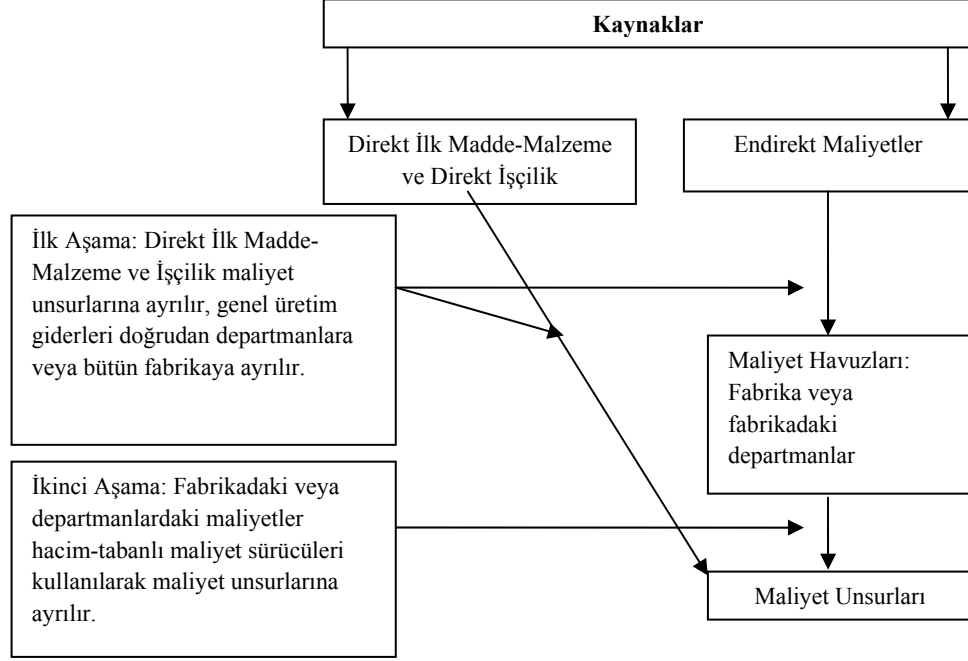 Kaynaklar
Direkt İlk Madde-Malzeme
ve Direkt İşçilik
Endirekt Maliyetler
İlk Aşama: Direkt İlk Madde-
Malzeme ve İşçilik maliyet
unsurlarına ayrılır, genel üretim
giderleri doğrudan departmanlara
veya bütün fabrikaya ayrılır.
Maliyet Havuzları:
Fabrika veya
fabrikadaki
departmanlar
İkinci Aşama: Fabrikadaki veya
departmanlardaki maliyetler
hacim-tabanlı maliyet sürücüleri
kullanılarak maliyet unsurlarına
ayrılır.
Maliyet Unsurları